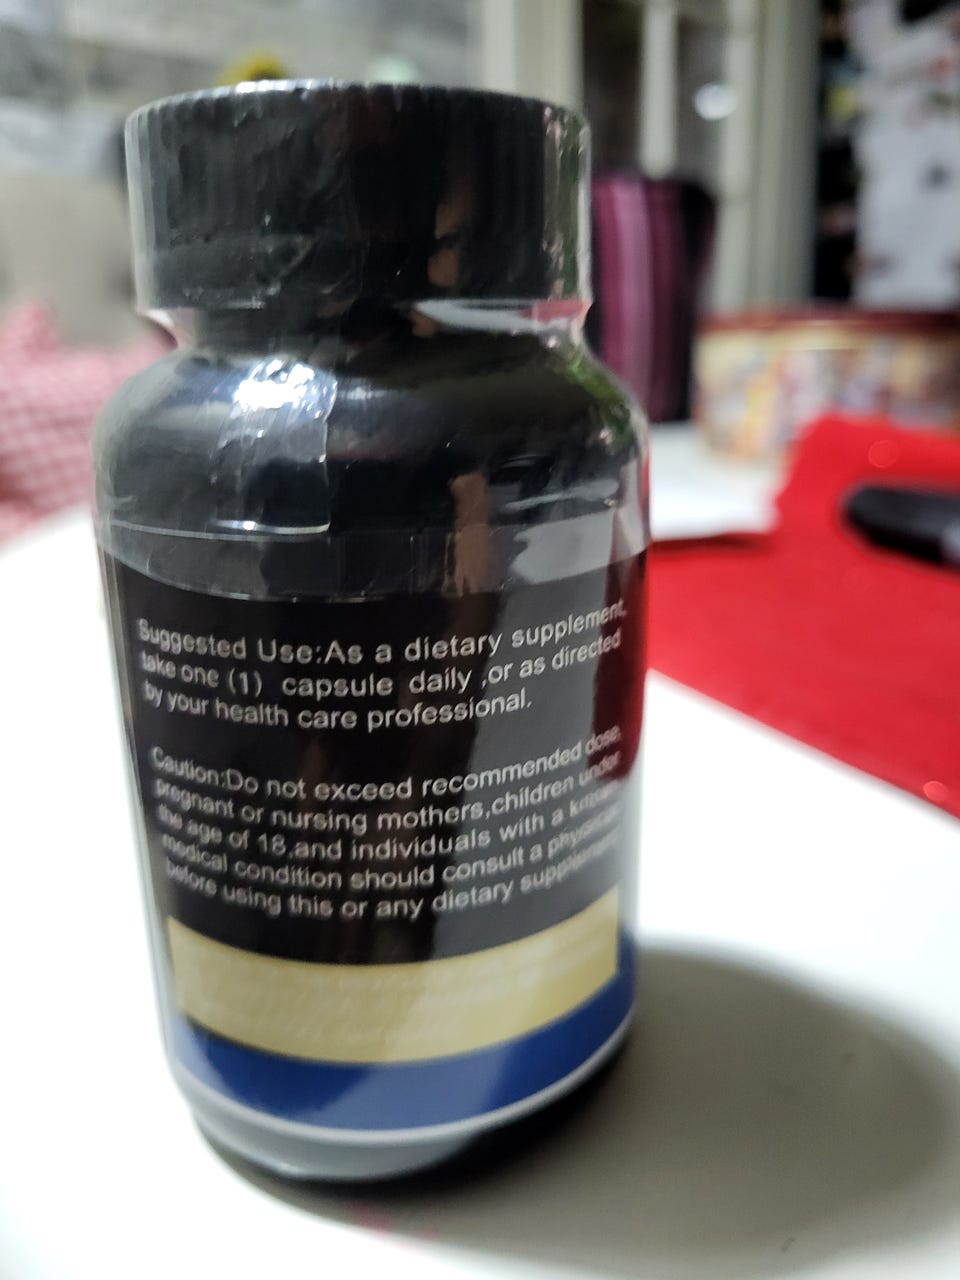 Suggested Use:As a dietary supplement,
take one (1) capsule daily ,or as directed
by your health care professional.
Caution:Do not exceed recommended dose,
pregnant or nursing mothers,children under
the age of 18,and individuals with a known
medical condition should consult a physician
before using this or any dietary supplement